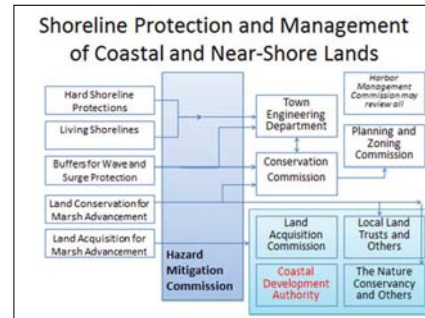 Shoreline Protection and Management
of Coastal and Near-Shore Lands
Hard Shoreline
Protections
Living Shorelines
Buffers for Wave and
Surge Protection
Land Conservation for
Marsh Advancement
Land Acquisition for
Marsh Advancement
Hazard
Mitigation
Commission
Town
Engineering
Department
Conservation
Commission
Harbor
Management
Commission may
review all
Planning and
Zoning
Commission
Land
Acquisition
Commission
Local Land
Trusts and
Others
Coastal
Development
Authority
The Nature
Conservancy
and Others